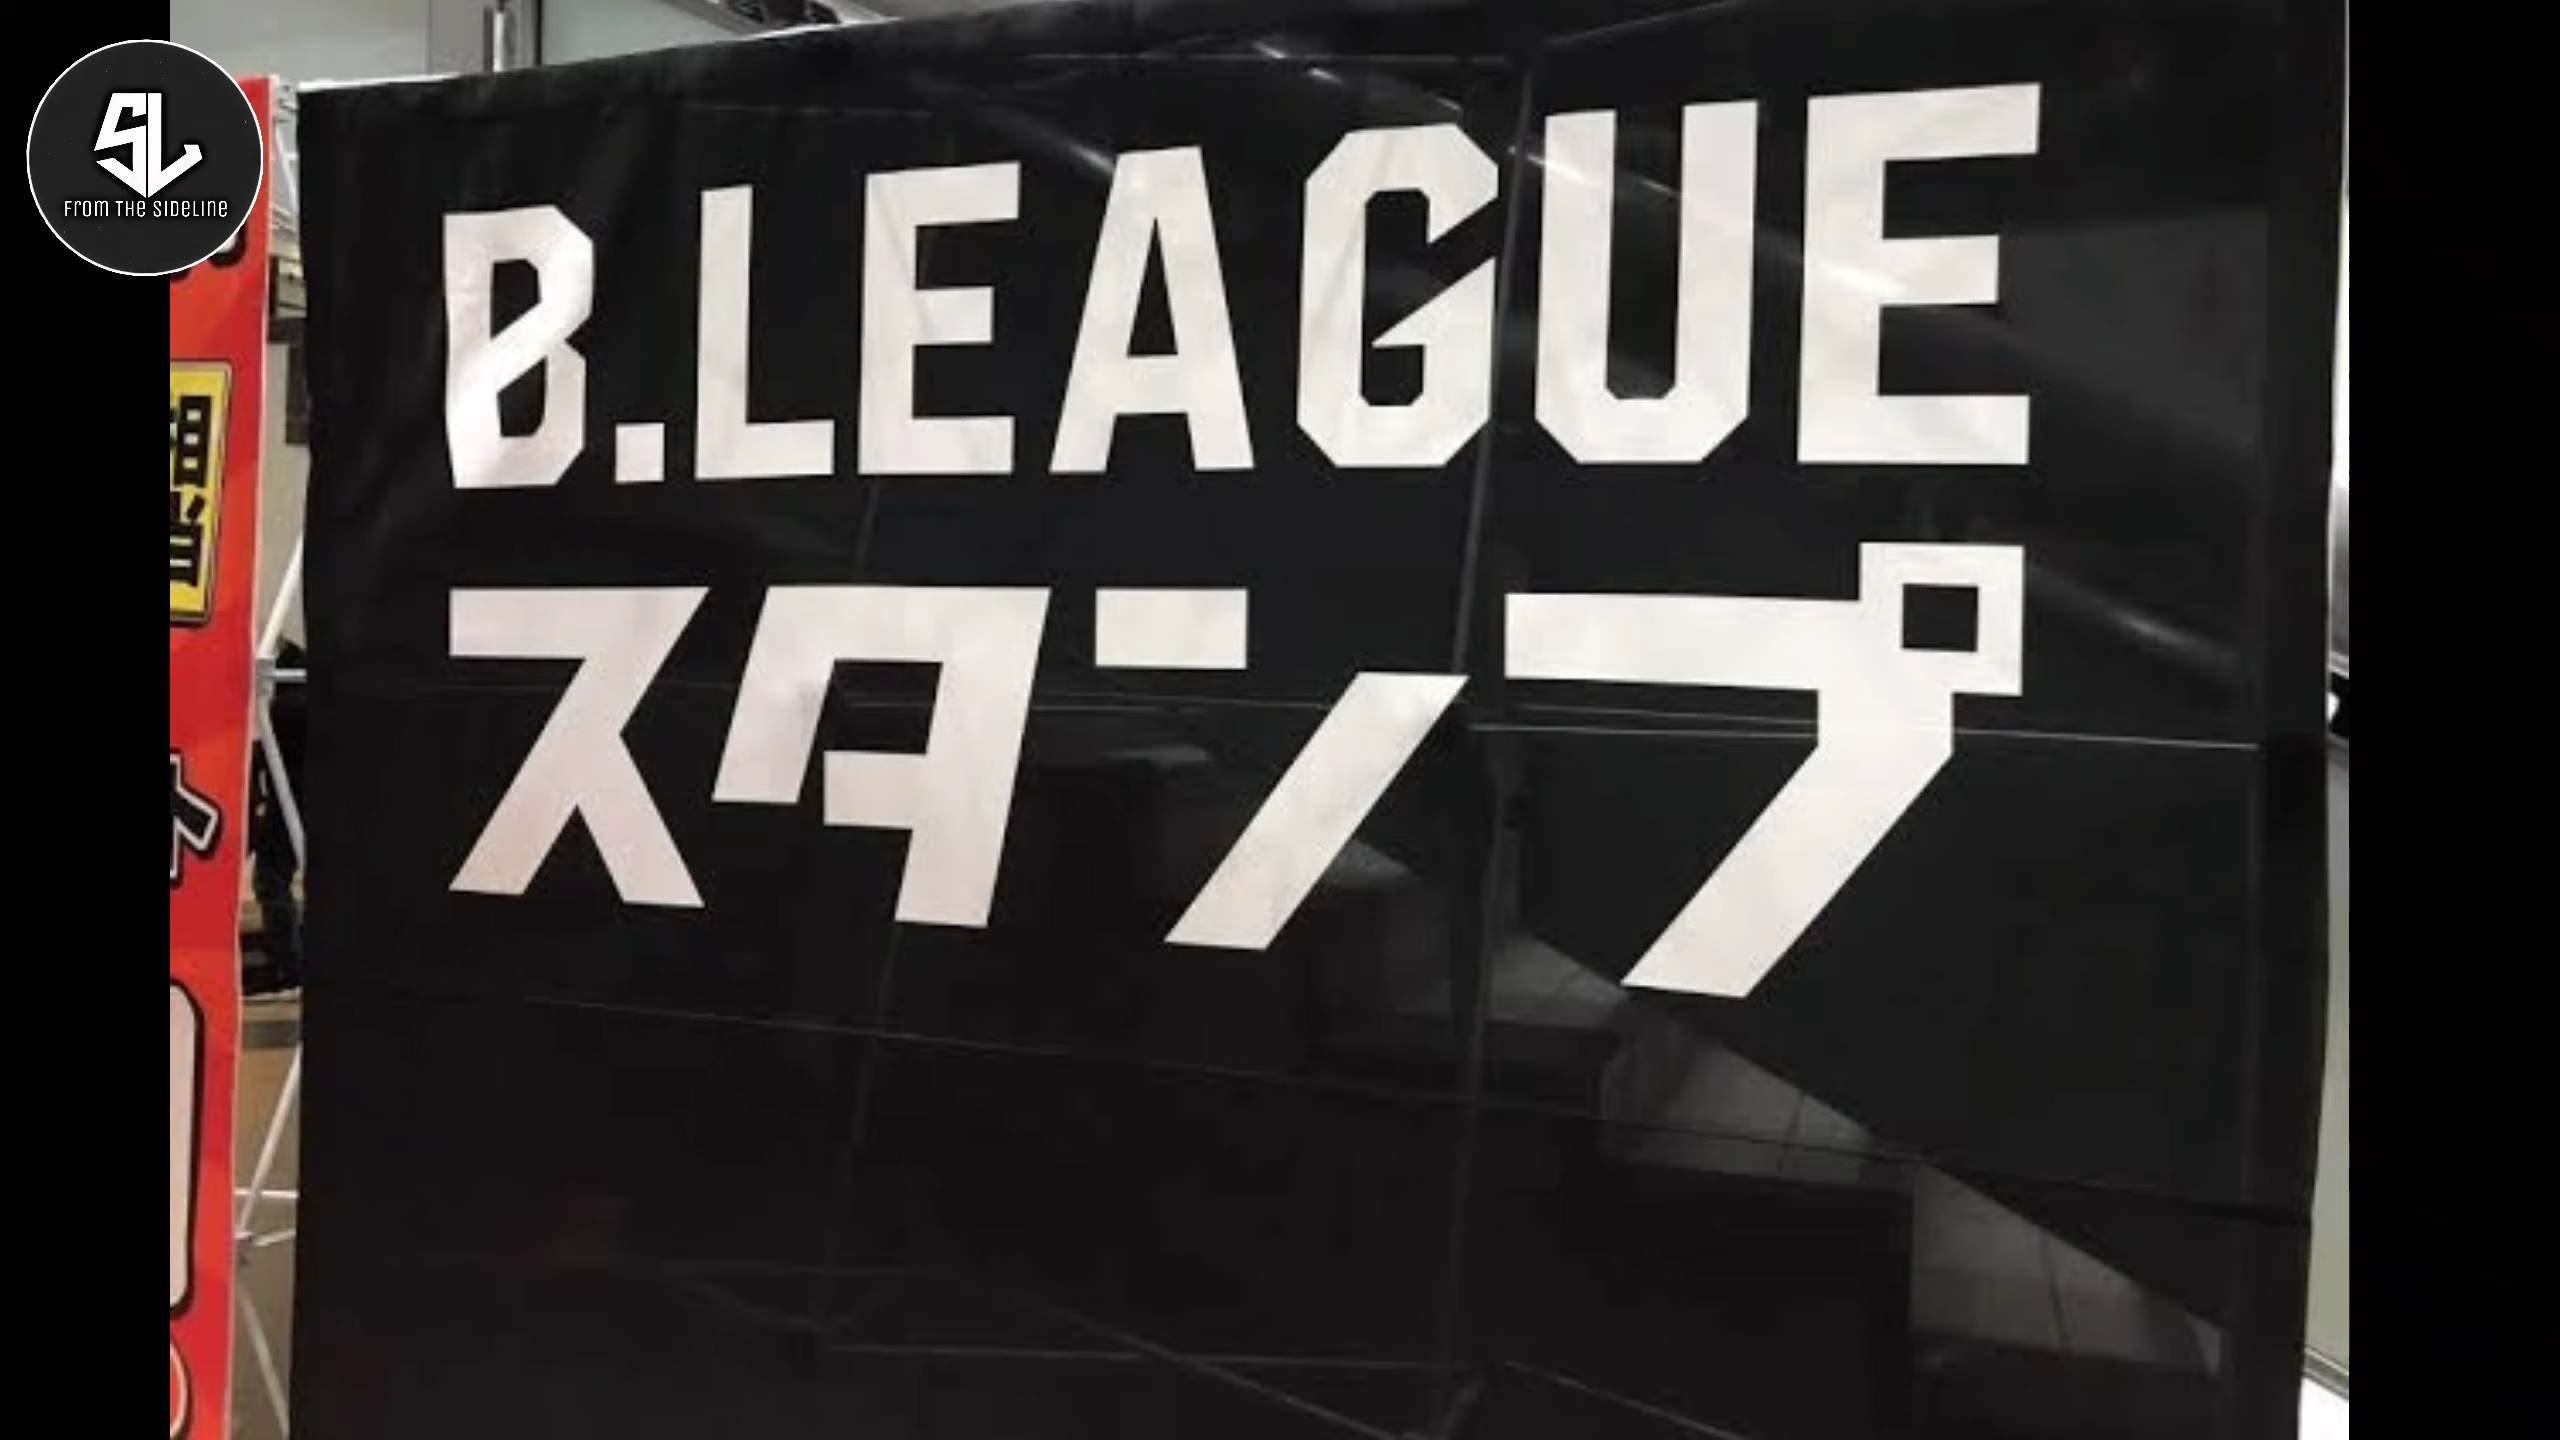 SL
FROM THE SIDELINE
B.LEAGUE
スタンプ